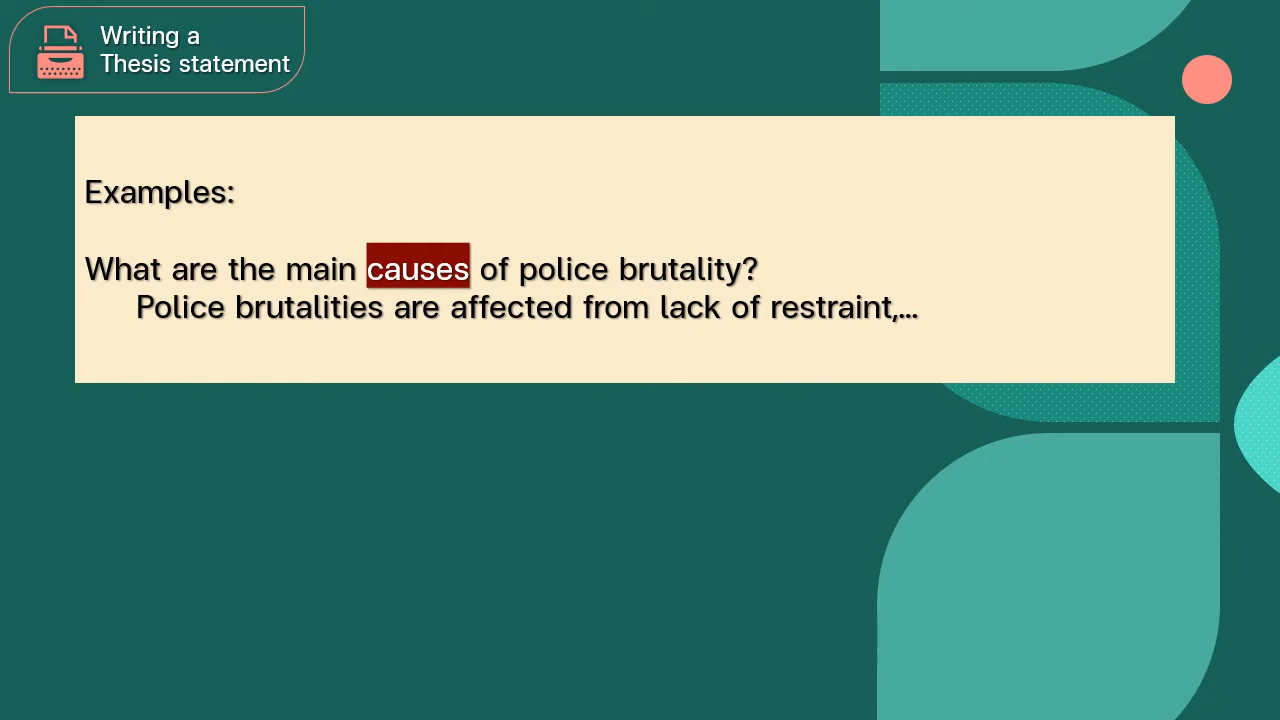 Writing a
Thesis statement
Examples:
What are the main causes of police brutality?
Police brutalities are affected from lack of restraint,...